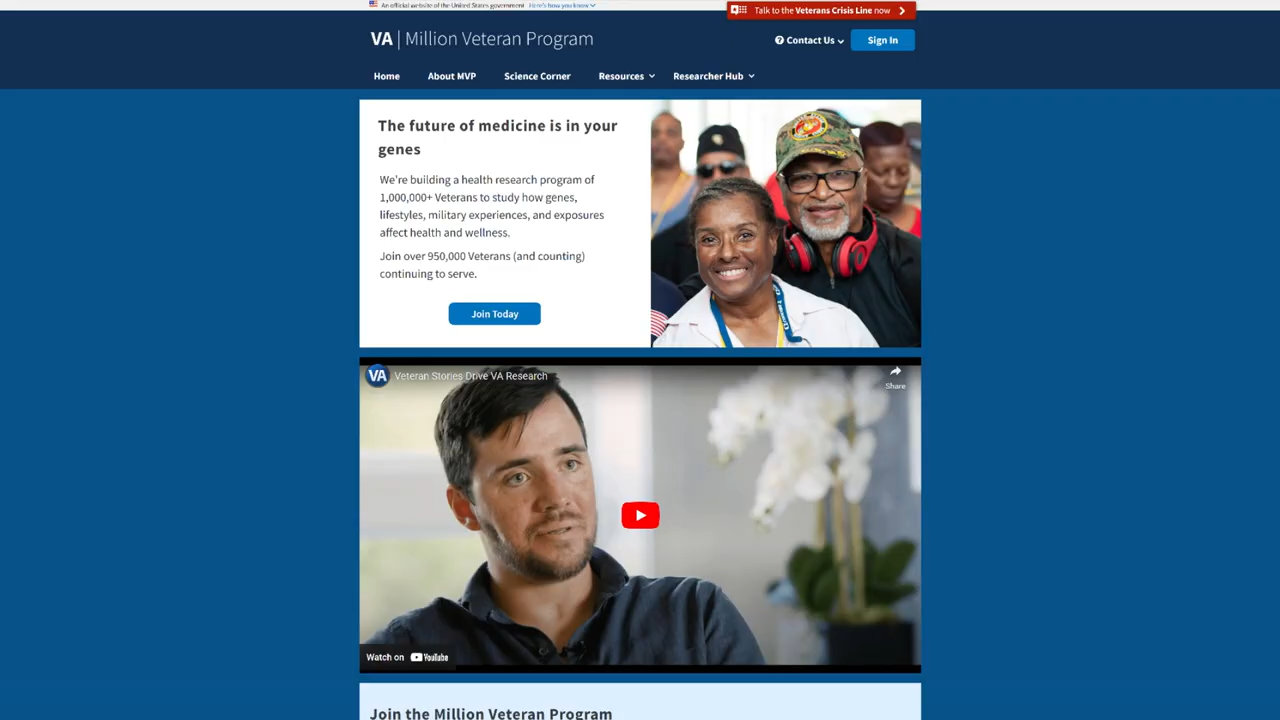 An official website of the United States government Here's how you know
Talk to the Veterans Crisis Line now
VA | Million Veteran Program
Contact Us
Sign In
Home About MVP Science Corner Resources Researcher Hub
The future of medicine is in your
genes
We're building a health research program of
1,000,000+ Veterans to study how genes,
lifestyles, military experiences, and exposures
affect health and wellness.
Join over 950,000 Veterans (and counting)
continuing to serve.
Join Today
VA Veteran Stories Drive VA Research
Share
Watch on YouTube
Join the Million Veteran Program